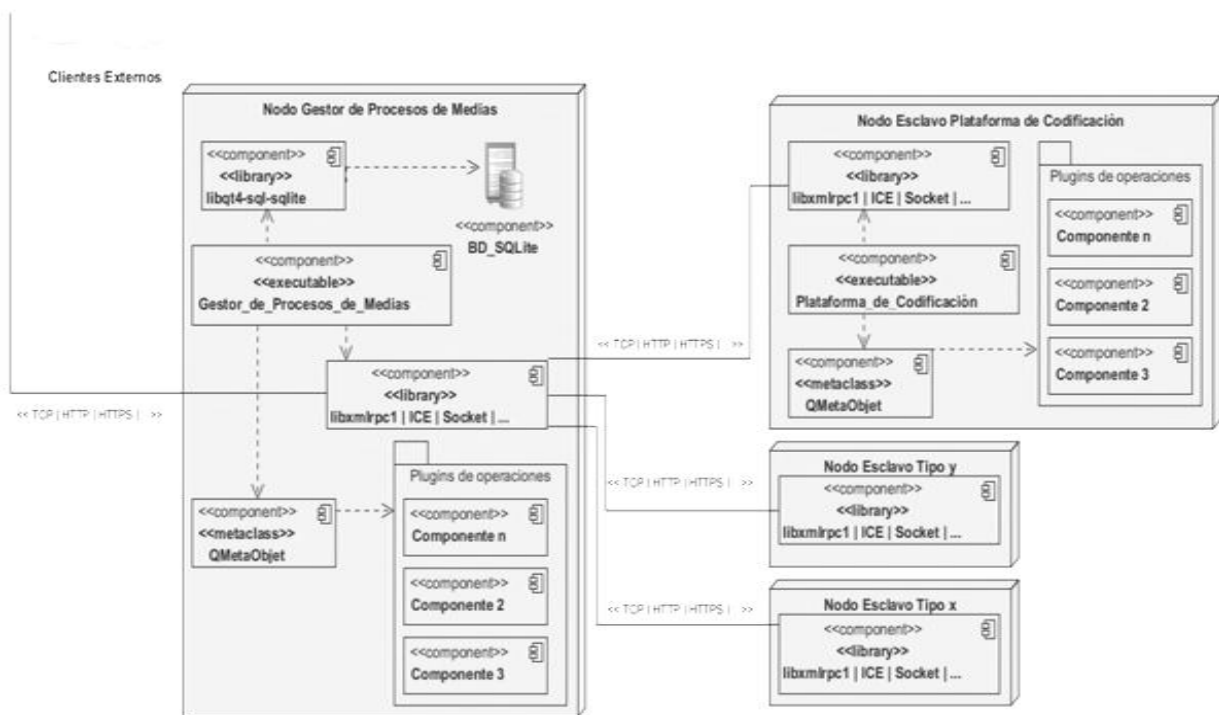 Clientes Externos
<< TCP | HTTP | HTTPS | >>
Nodo Gestor de Procesos de Medias
<<component>>
<<library>>
libqt4-sql-sqlite
<<component>>
BD_SQLite
<<component>>
<<executable>>
Gestor_de_Procesos_de_Medias
<<component>>
<<library>>
libxmlrpc1 | ICE | Socket | ...
<<component>>
<<metaclass>>
QMetaObjet
Plugins de operaciones
<<component>>
Componente n
<<component>>
Componente 2
<<component>>
Componente 3
<< TCP | HTTP | HTTPS | >>
<< TCP | HTTP | HTTPS | >>
<< TCP | HTTP | HTTPS | >>
Nodo Esclavo Plataforma de Codificación
<<component>>
<<library>>
libxmlrpc1 | ICE | Socket | ...
<<component>>
<<executable>>
Plataforma_de_Codificación
<<component>>
<<metaclass>>
QMetaObjet
Plugins de operaciones
<<component>>
Componente n
<<component>>
Componente 2
<<component>>
Componente 3
Nodo Esclavo Tipo y
<<component>>
<<library>>
libxmlrpc1 | ICE | Socket | ...
Nodo Esclavo Tipo x
<<component>>
<<library>>
libxmlrpc1 | ICE | Socket | ...